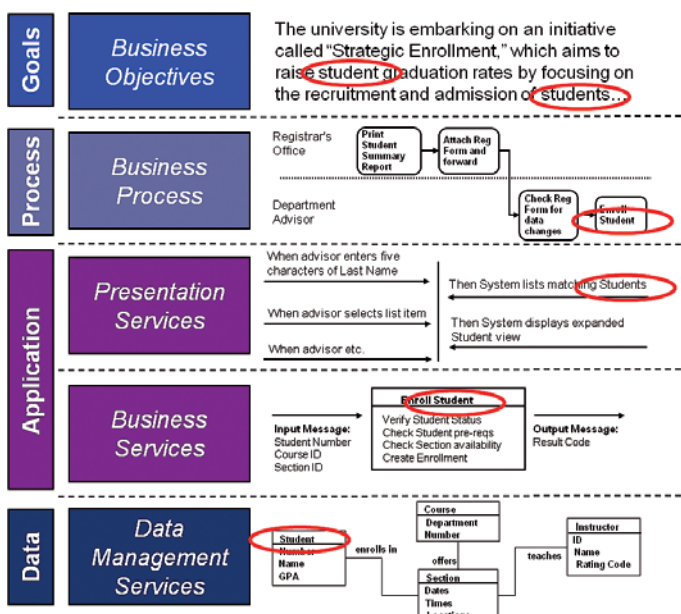 Goals
Business
Objectives
The university is embarking on an initiative
called “Strategic Enrollment,” which aims to
raise student graduation rates by focusing on
the recruitment and admission of students…
Process
Business
Process
Registrar's
Office
Print
Student
Summary
Report
Attach Reg
Form and
forward
Department
Advisor
Check Reg
Form for
data
changes
Enroll
Student
Application
Presentation
Services
When advisor enters five
characters of Last Name
Then System lists matching Students
When advisor selects list item
Then System displays expanded
Student view
When advisor etc.
Business
Services
Input Message:
Student Number
Course ID
Section ID
Enroll Student
Verify Student Status
Check Student pre-reqs
Check Section availability
Create Enrollment
Output Message:
Result Code
Data
Data
Management
Services
Student
Number
Name
GPA
enrolls in
Course
Department
Number
offers
Section
Dates
Times
teaches
Instructor
ID
Name
Rating Code